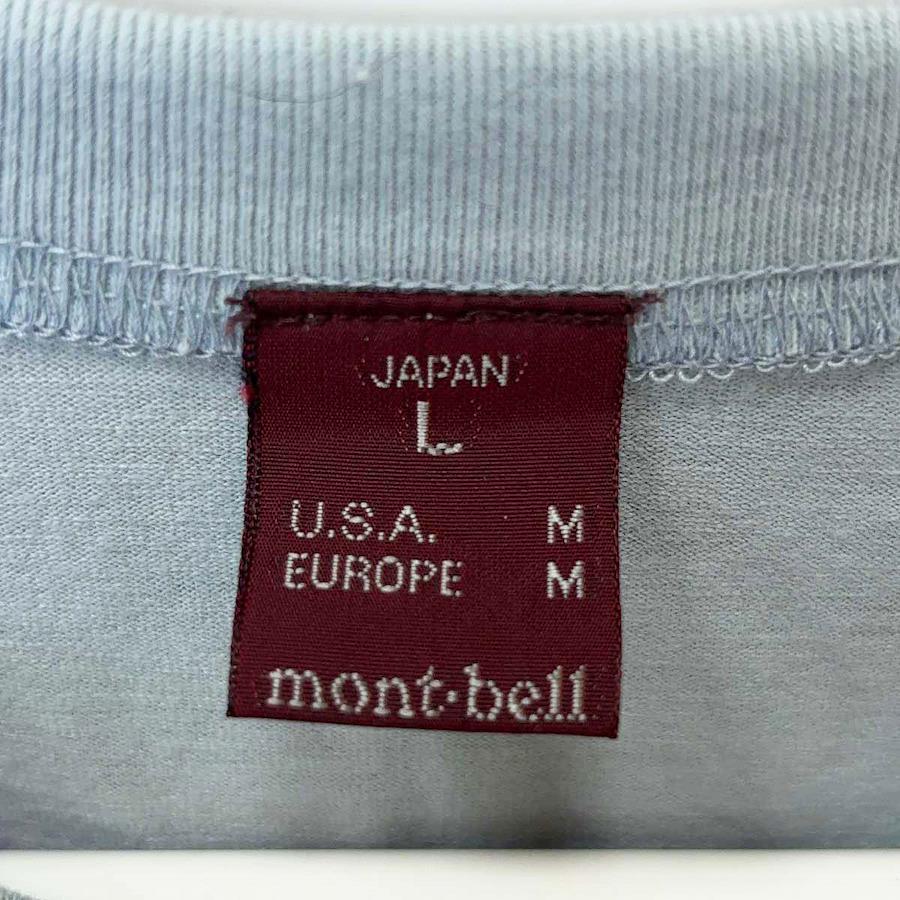 JAPAN
L
U.S.A. M
EUROPE M
mont·bell